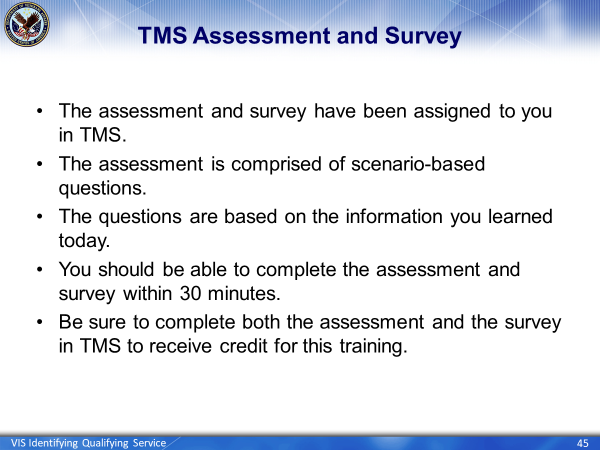 TMS Assessment and Survey
• The assessment and survey have been assigned to you
in TMS.
• The assessment is comprised of scenario-based
questions.
• The questions are based on the information you learned
today.
• You should be able to complete the assessment and
survey within 30 minutes.
• Be sure to complete both the assessment and the survey
in TMS to receive credit for this training.
VIS Identifying Qualifying Service
45